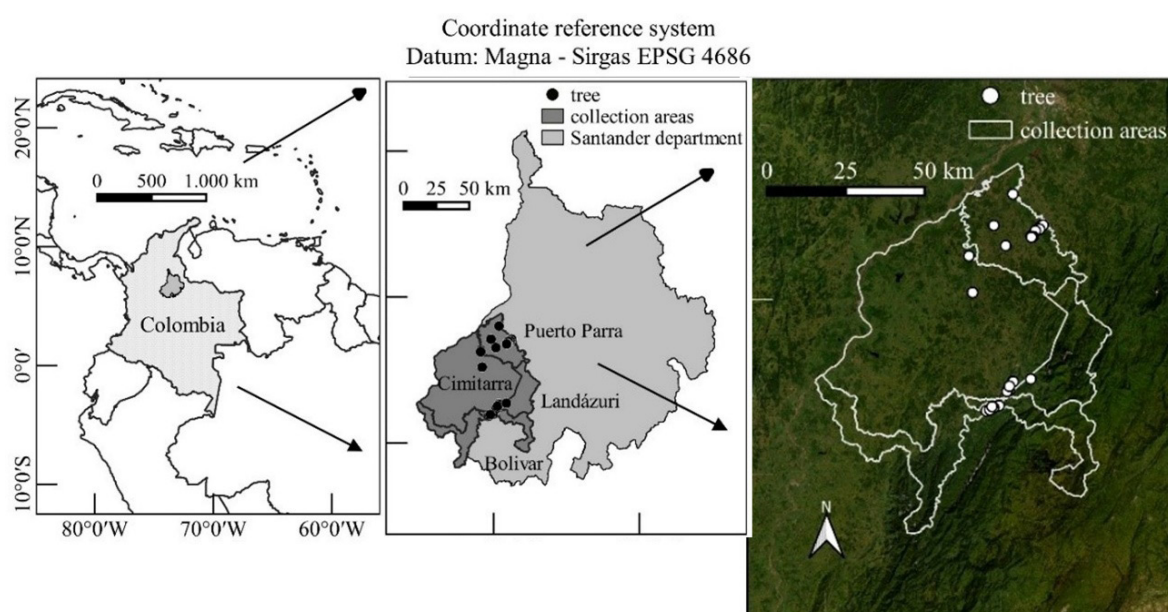 Coordinate reference system
Datum: Magna - Sirgas EPSG 4686
20°0'N
10°0'N
0°0'
10°0'S
80°0'W
70°0'W
60°0'W
0 500 1.000 km
Colombia
tree
collection areas
Santander department
0 25 50 km
Puerto Parra
Cimitarra
Landázuri
Bolivar
tree
collection areas
0 25 50 km
N